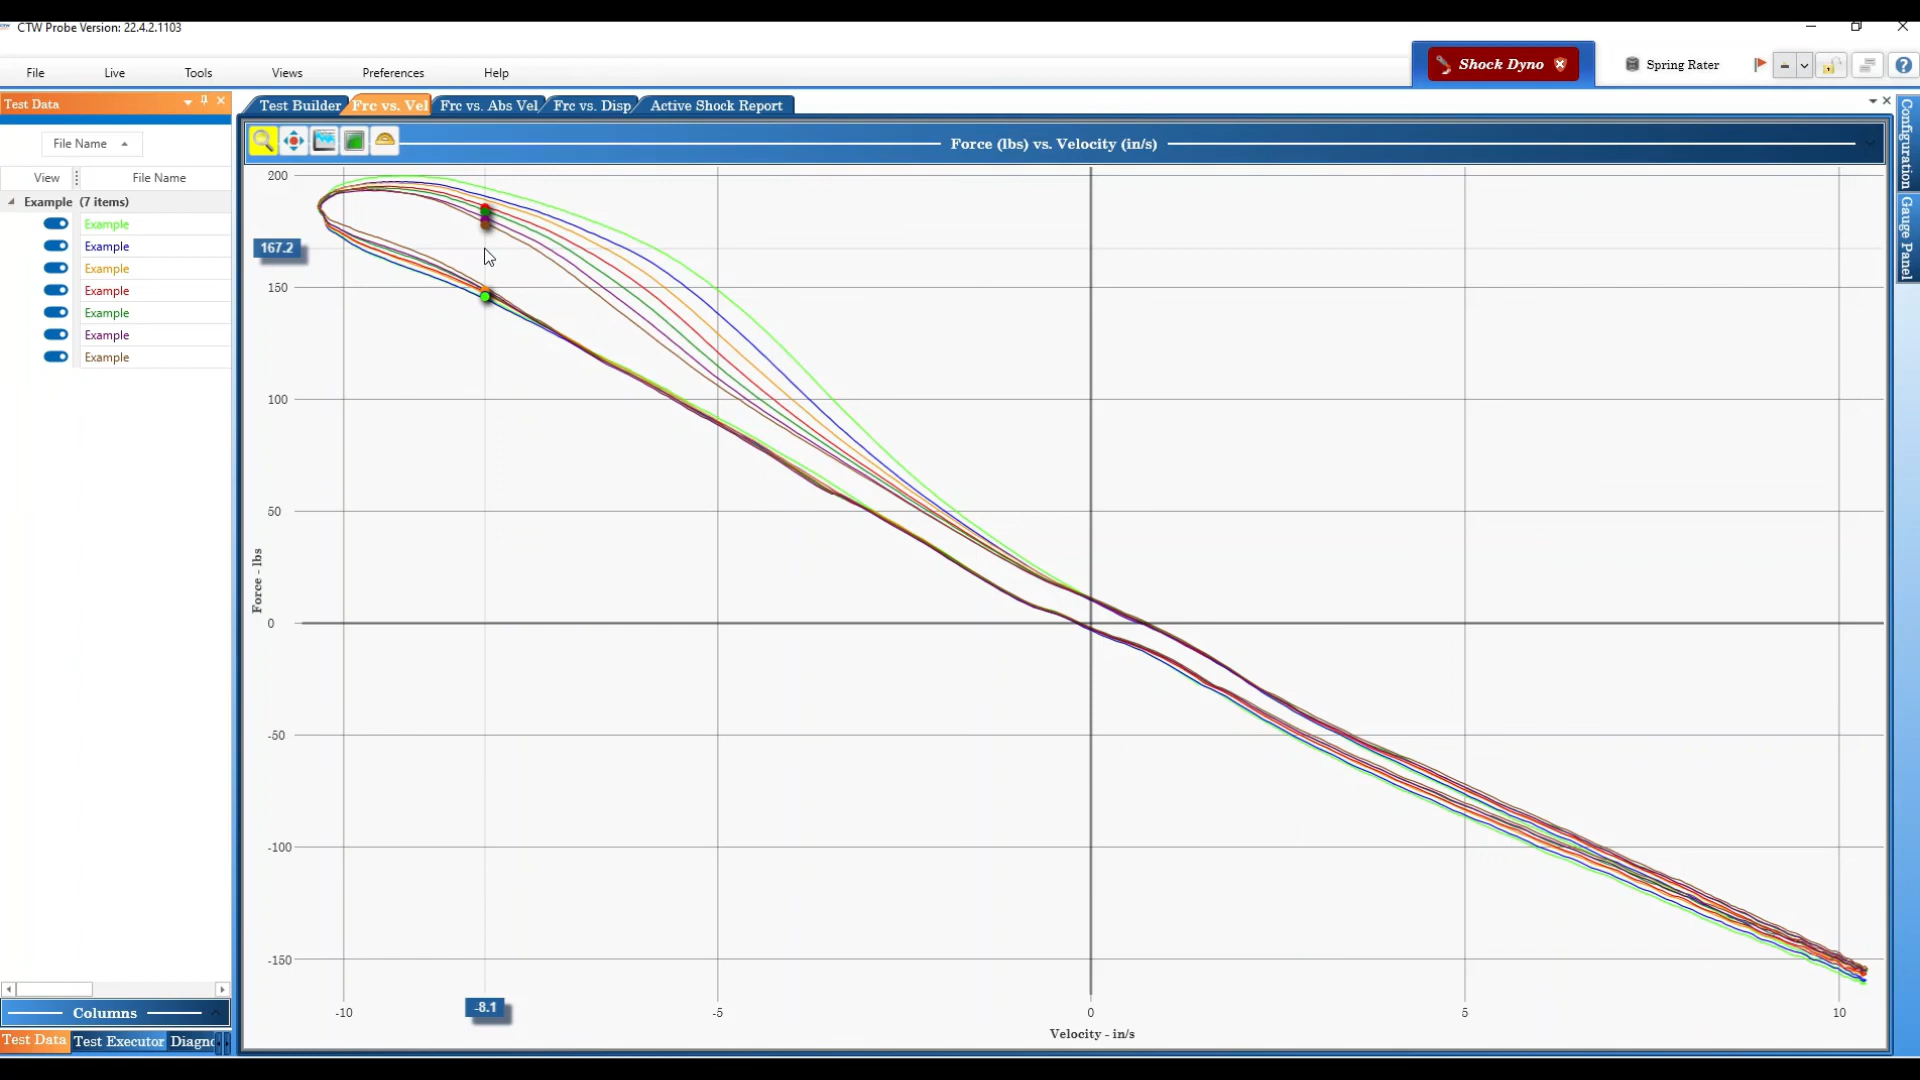 CTW Probe Version: 22.4.2.1103
File Live Tools Views Preferences Help
Shock Dyno
Spring Rater
Test Data
Test Builder Frc vs. Vel Frc vs. Abs Vel Frc vs. Disp Active Shock Report
File Name
View File Name
Example (7 items)
Example
Example
Example
Example
Example
Example
Example
Columns
Test Data Test Executor Diagn
Force (lbs) vs. Velocity (in/s)
200
167.2
150
100
50
0
-50
-100
-150
Force - lbs
-10 -8.1 -5 0 5 10
Velocity - in/s
Configuration
Gauge Panel